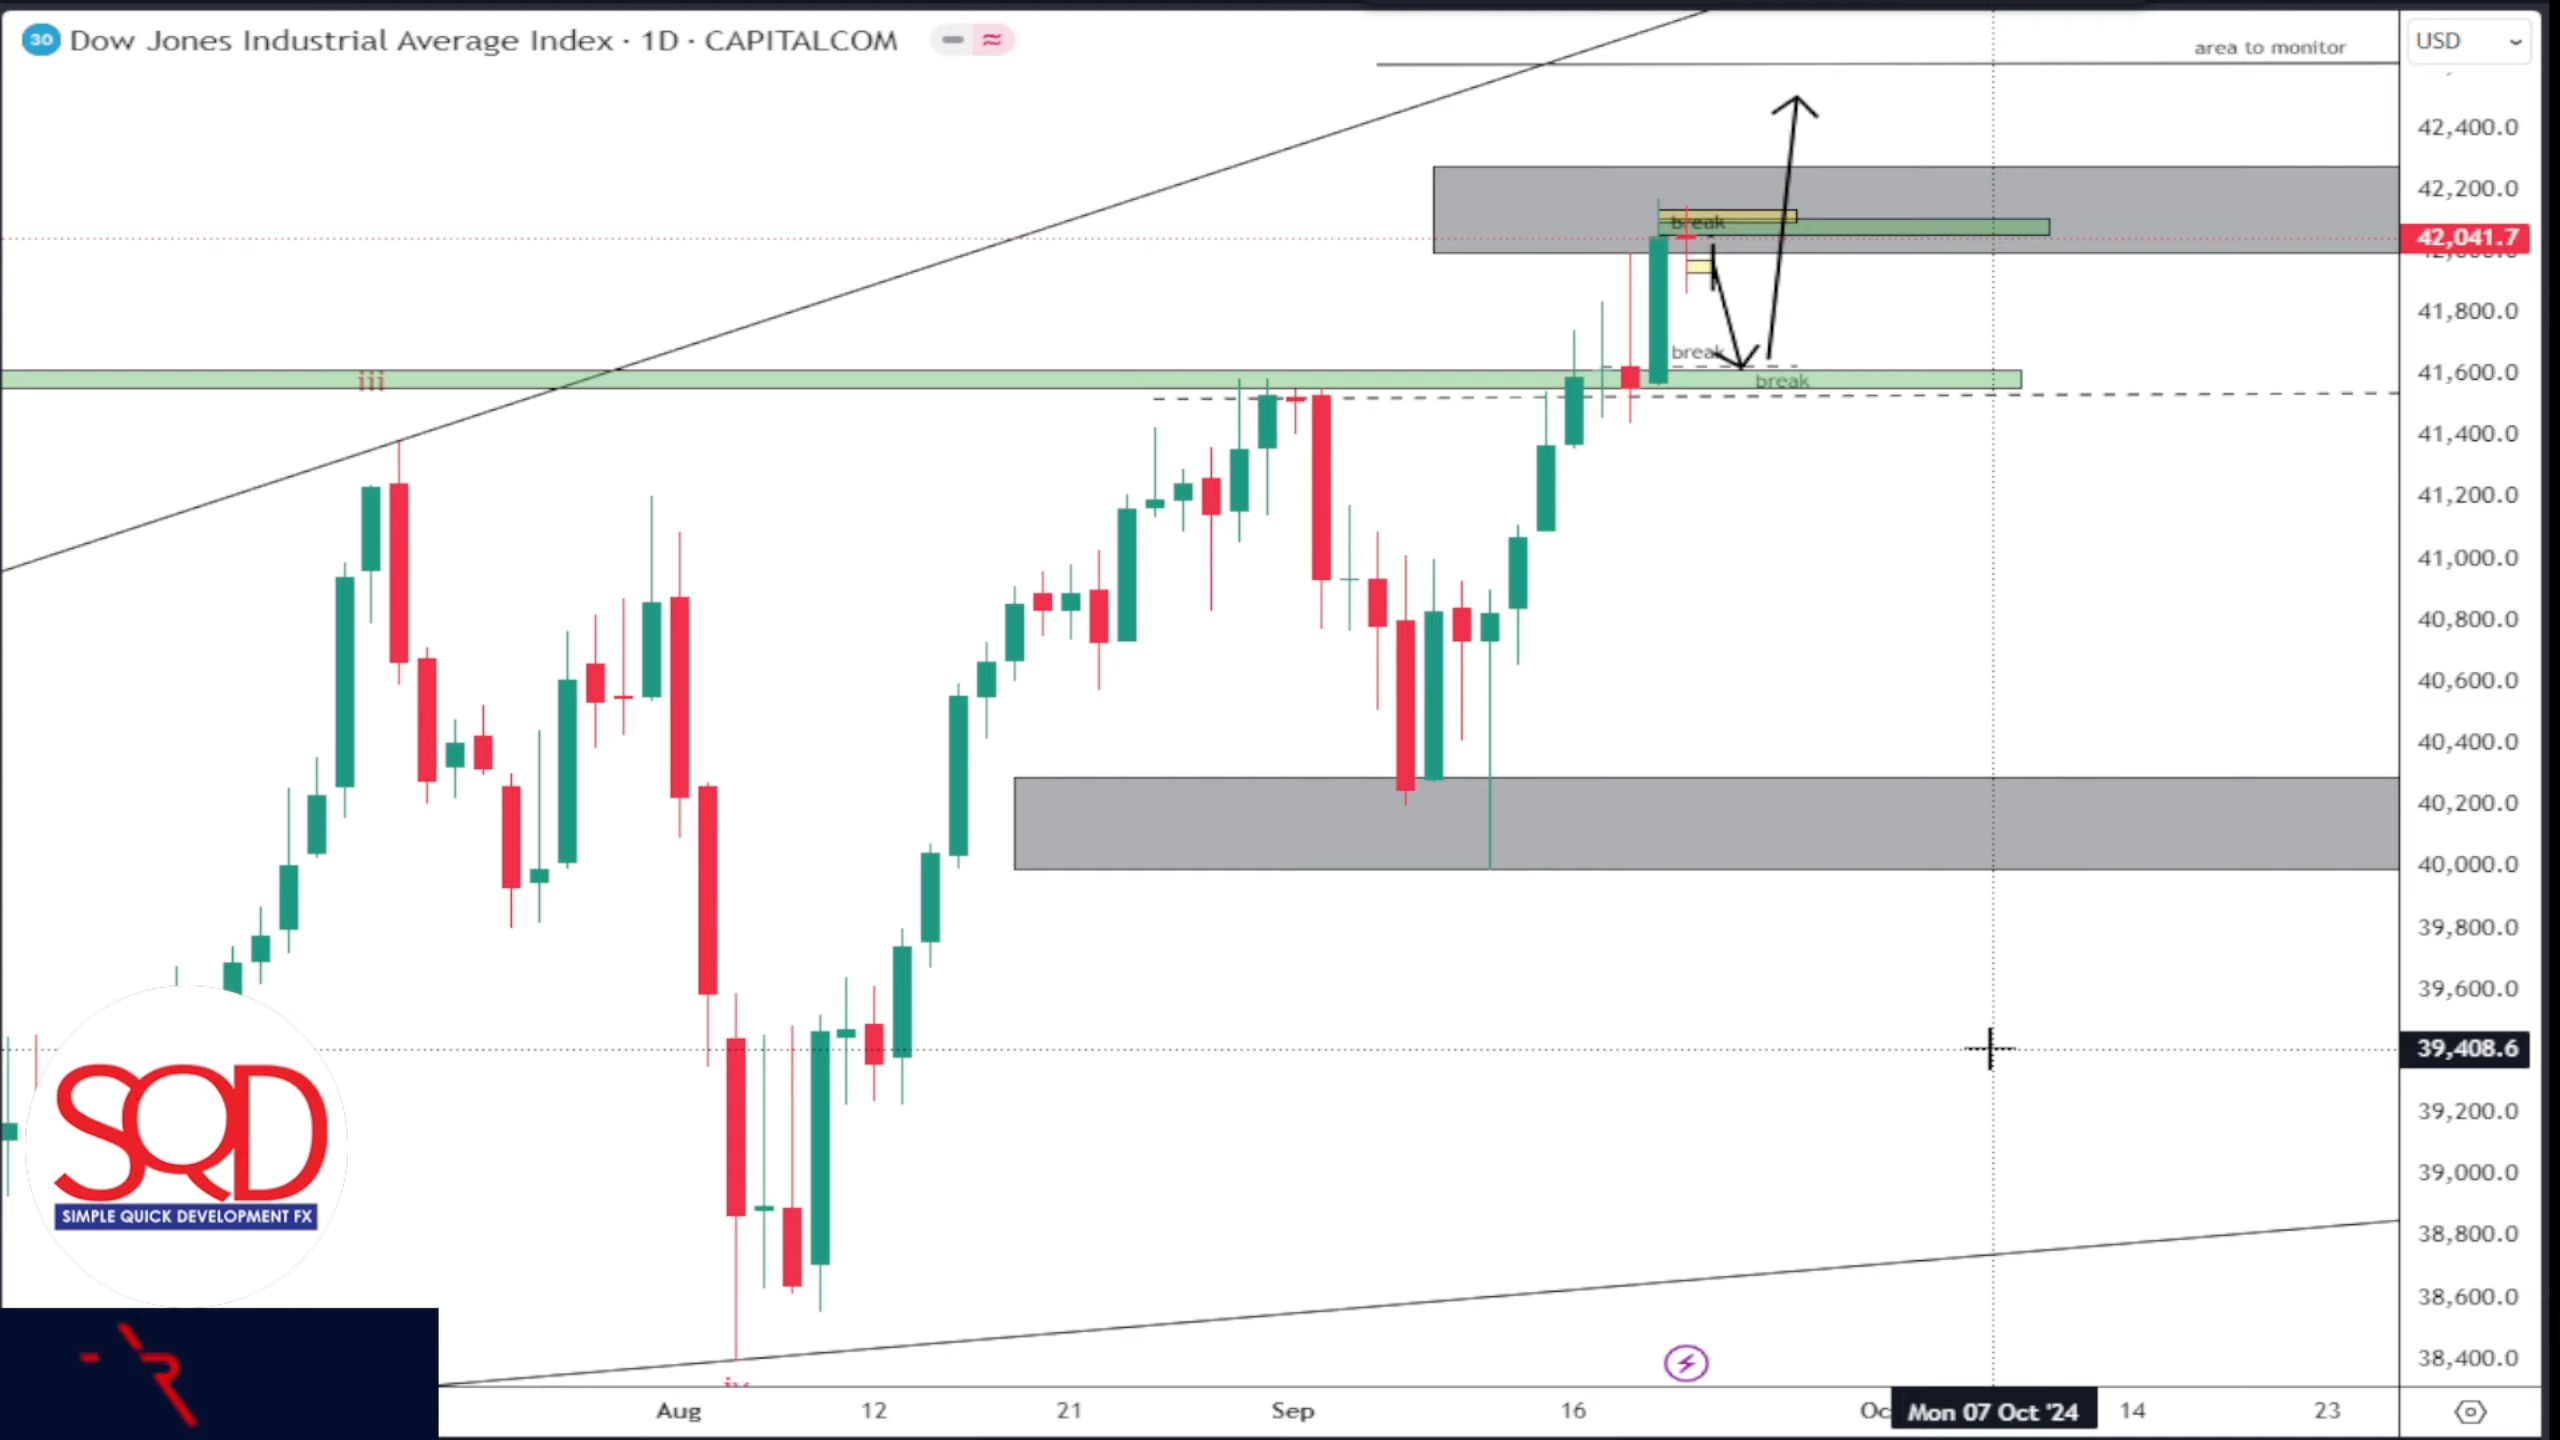 30 Dow Jones Industrial Average Index · 1D · CAPITALCOM
area to monitor
USD
42,400.0
42,200.0
break
42,041.7
41,800.0
break
41,600.0
iii
break
41,400.0
41,200.0
41,000.0
40,800.0
40,600.0
40,400.0
40,200.0
40,000.0
39,800.0
39,600.0
39,408.6
SQD
SIMPLE QUICK DEVELOPMENT FX
39,200.0
39,000.0
38,800.0
38,600.0
38,400.0
iv
Aug 12 21 Sep 16 Oc Mon 07 Oct '24 14 23